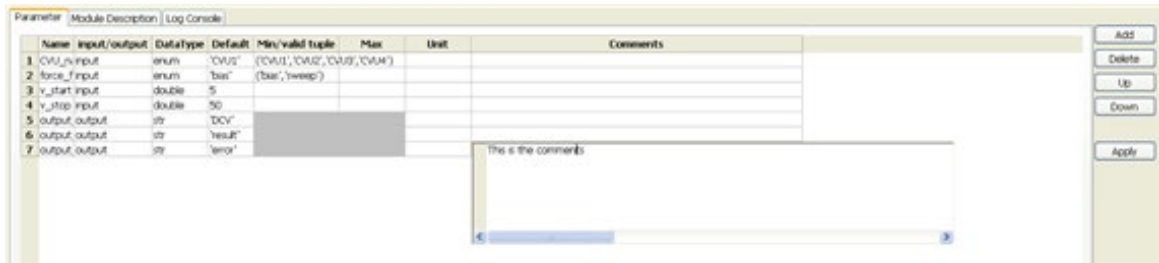 Parameter Module Description Log Console
Name input/output DataType Default Min/valid tuple Max Unit Comments
1 CVU_n input enum 'CVU1' ('CVU1','CVU2','CVU3','CVU4')
2 force_f input enum 'bias' ('bias','sweep')
3 v_start input double 5
4 v_stop input double 50
5 output_ output str 'DCV'
6 output_ output str 'result'
7 output_ output str 'error'
This is the comments
Add
Delete
Up
Down
Apply